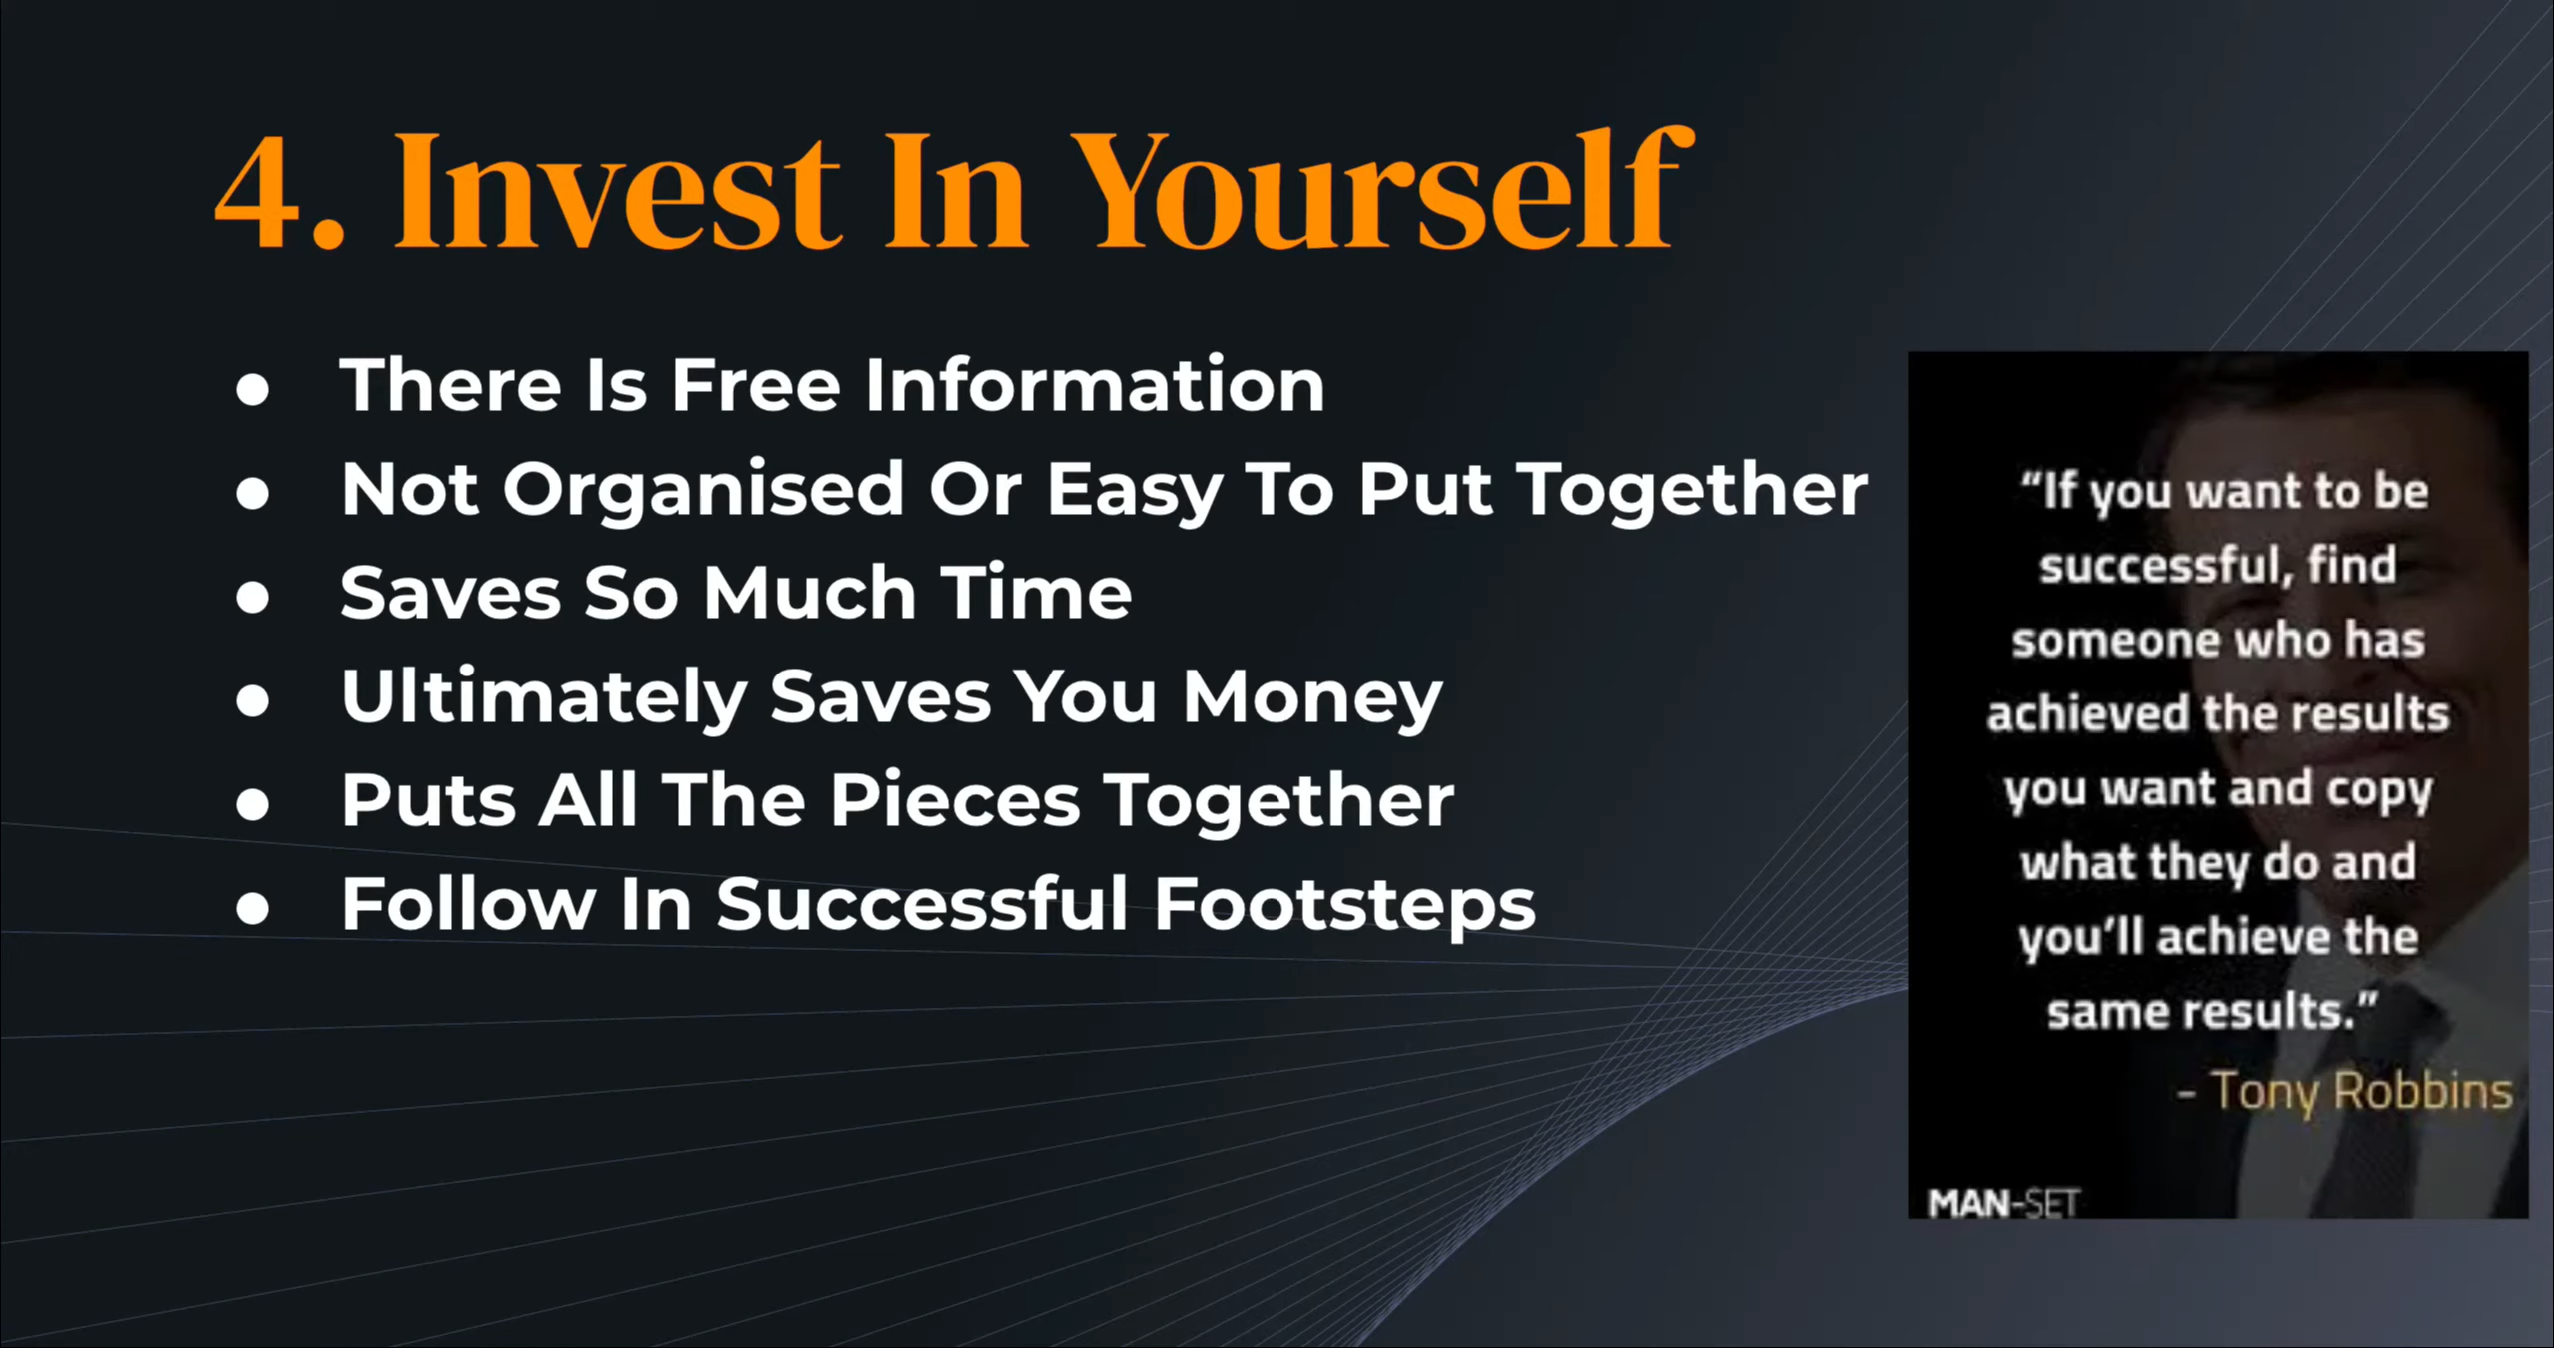 4. Invest In Yourself
● There Is Free Information
● Not Organised Or Easy To Put Together
● Saves So Much Time
● Ultimately Saves You Money
● Puts All The Pieces Together
● Follow In Successful Footsteps
“If you want to be
successful, find
someone who has
achieved the results
you want and copy
what they do and
you’ll achieve the
same results.”
- Tony Robbins
MAN-SET